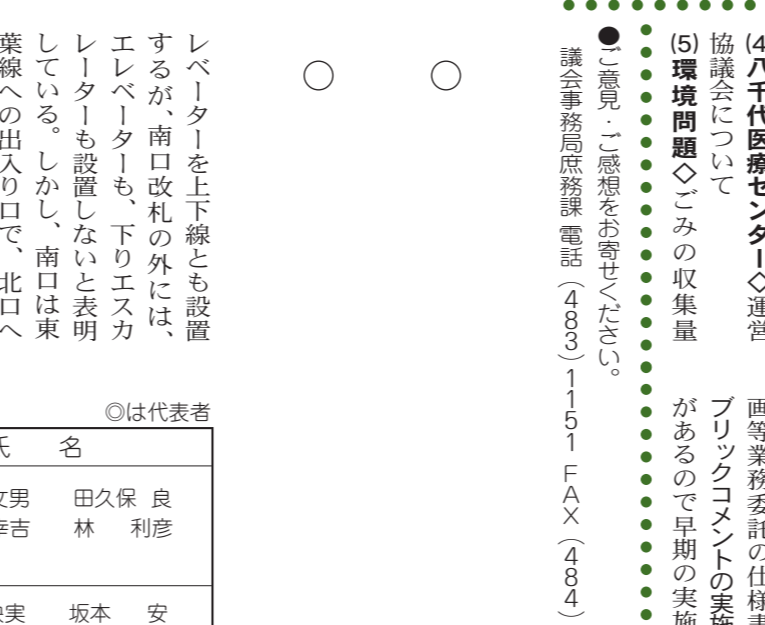 八千代医療センター◇運営
協議会について
(5)環境問題◇ごみの収集量
画等業務委託の仕様書
ブリックコメントの実施
があるので早期の実施
●ご意見・ご感想をお寄せください。
議会事務局庶務課 電話(483)1151 FAX(484)
○
○
レベーターを上下線とも設置
するが、南口改札の外には、
エレベーターも、下りエスカ
レーターも設置しないと表明
している。しかし、南口は東
葉線への出入り口で、北口へ
◎は代表者
氏 名
男 田久保 良
幸吉 林 利彦
実 坂本 安